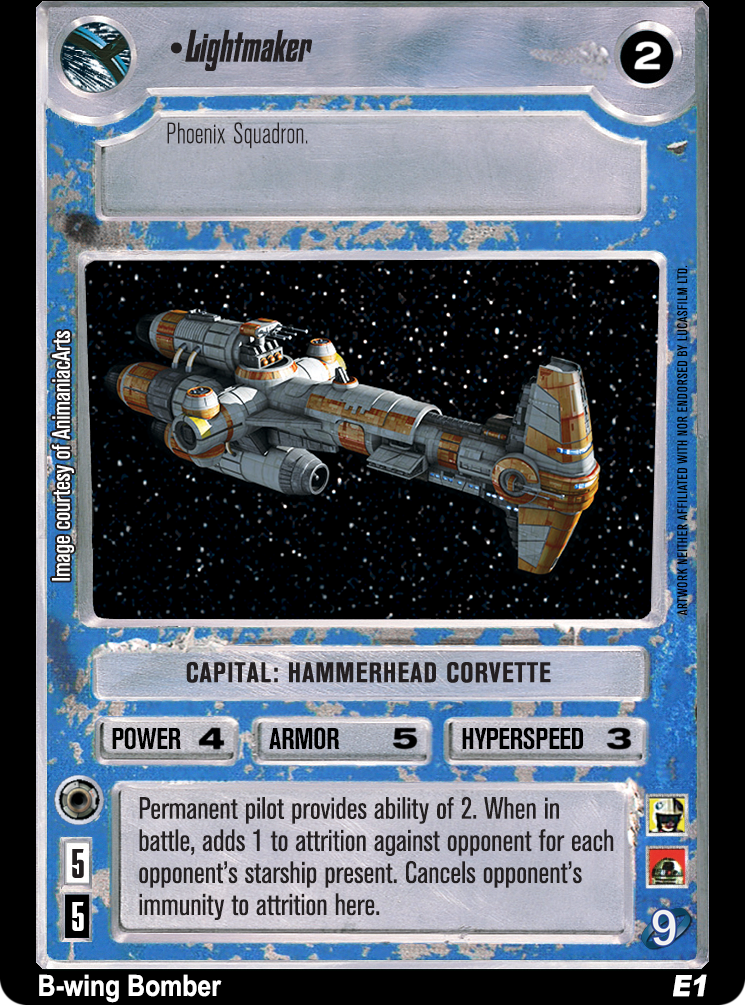 •Lightmaker
2
Phoenix Squadron.
Image courtesy of AnimaniacArts
ARTWORK NEITHER AFFILIATED WITH NOR ENDORSED BY LUCASFILM LTD.
CAPITAL: HAMMERHEAD CORVETTE
POWER 4 ARMOR 5 HYPERSPEED 3
Permanent pilot provides ability of 2. When in
battle, adds 1 to attrition against opponent for each
opponent's starship present. Cancels opponent's
immunity to attrition here.
5
5
9
B-wing Bomber E1